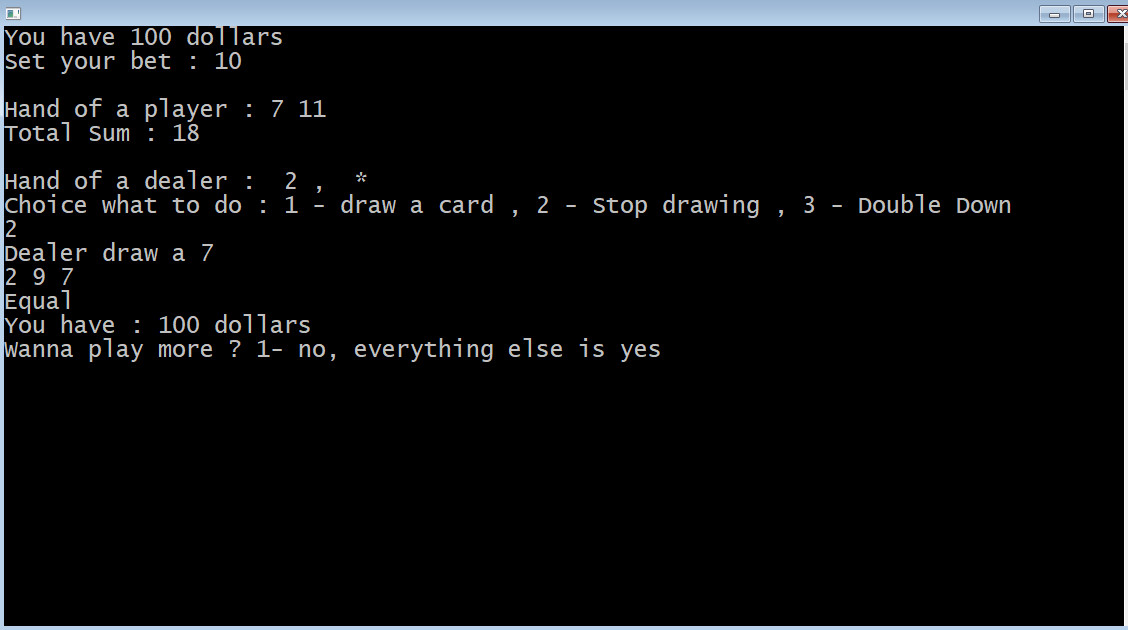 You have 100 dollars
Set your bet : 10
Hand of a player : 7 11
Total Sum : 18
Hand of a dealer :  2 ,  *
Choice what to do : 1 - draw a card , 2 - Stop drawing , 3 - Double Down
2
Dealer draw a 7
2 9 7
Equal
You have : 100 dollars
Wanna play more ? 1- no, everything else is yes